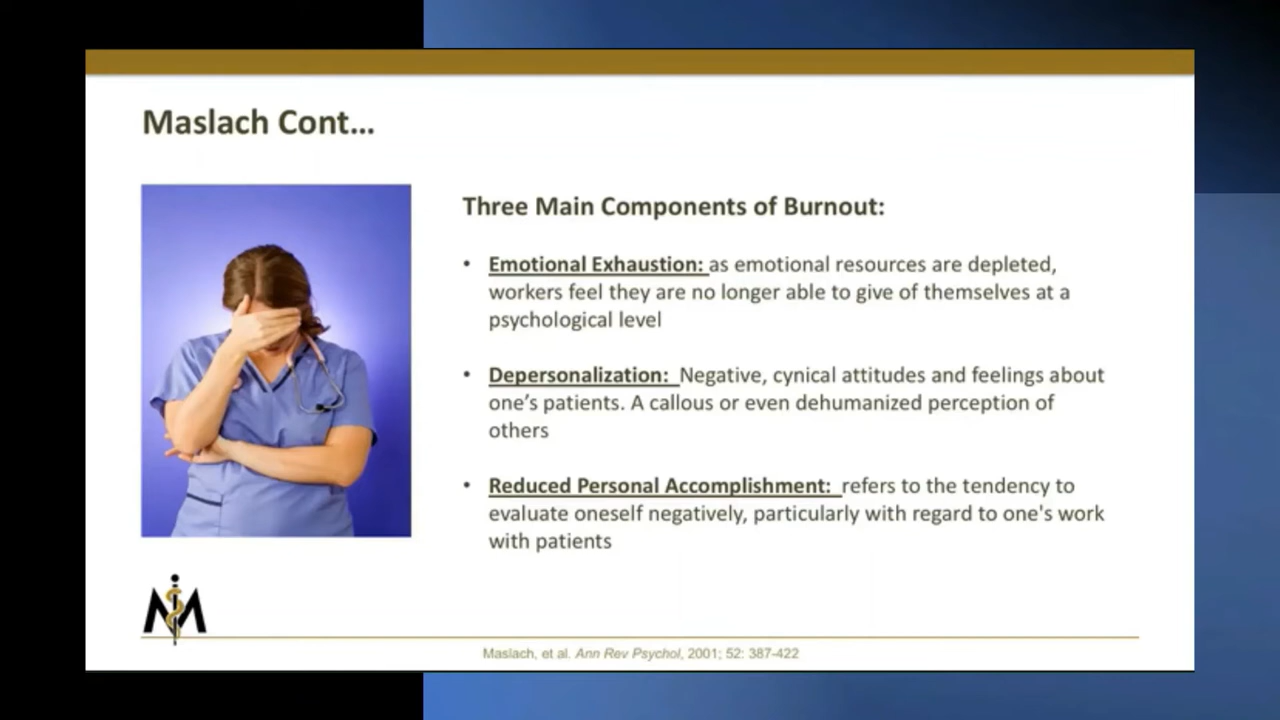 Maslach Cont...
Three Main Components of Burnout:
• Emotional Exhaustion: as emotional resources are depleted,
workers feel they are no longer able to give of themselves at a
psychological level
• Depersonalization: Negative, cynical attitudes and feelings about
one's patients. A callous or even dehumanized perception of
others
• Reduced Personal Accomplishment: refers to the tendency to
evaluate oneself negatively, particularly with regard to one's work
with patients
M
Maslach, et al. Ann Rev Psychol, 2001; 52: 387-422